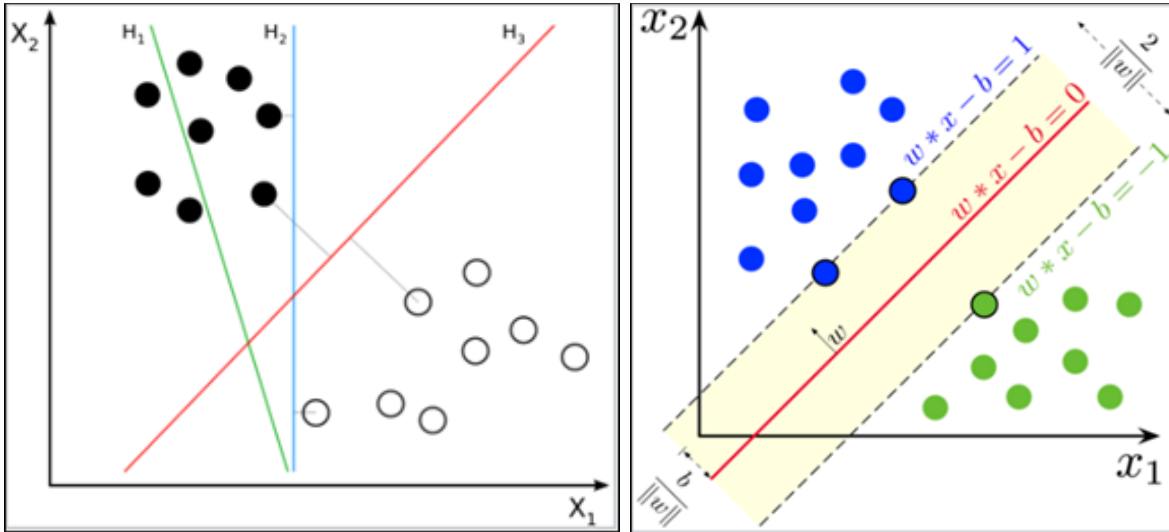 X₂
H₁
H₂
H₃
X₁
x₂
w * x − b = 1
w * x − b = 0
w * x − b = −1
2
‖w‖
w
b
‖w‖
x₁